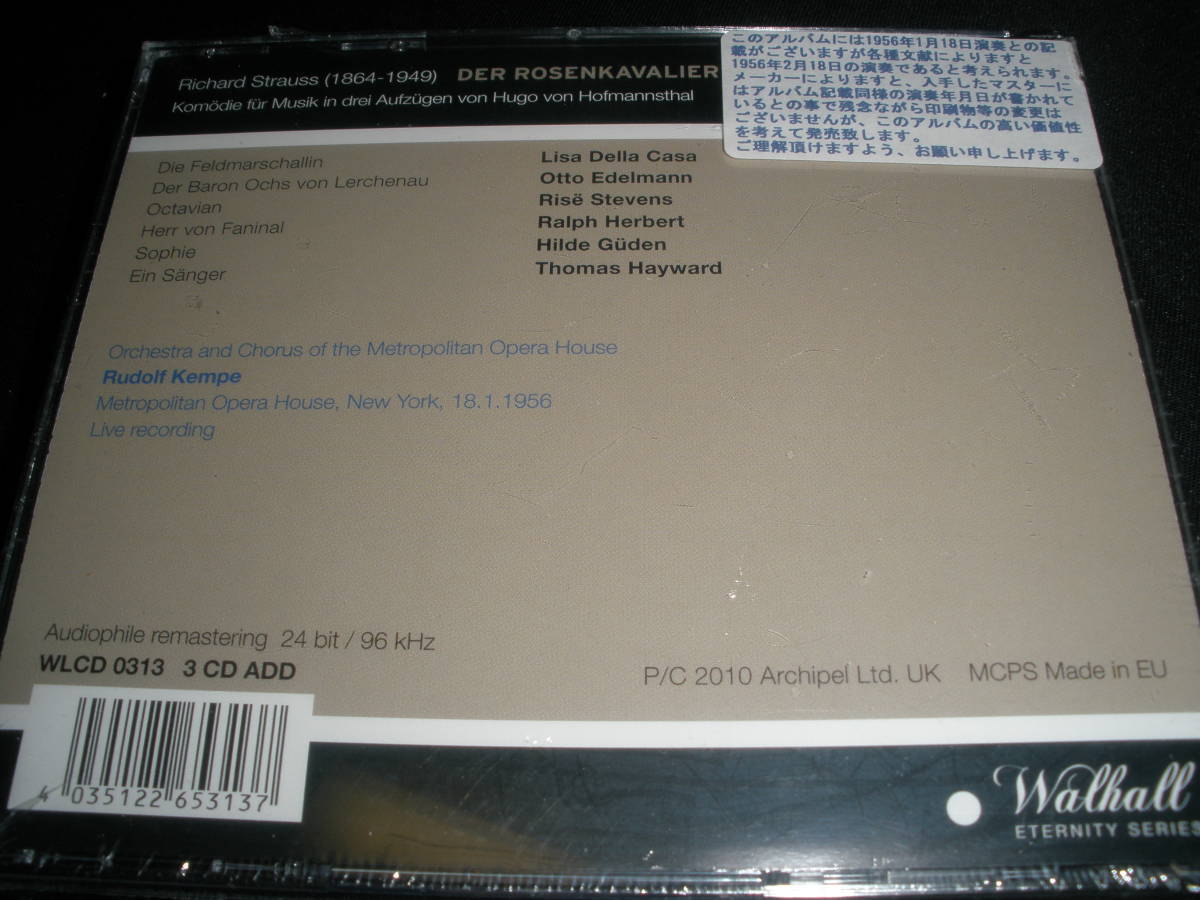 Richard Strauss (1864-1949) DER ROSENKAVALIER
Komödie für Musik in drei Aufzügen von Hugo von Hofmannsthal
このアルバムには1956年1月18日演奏との記
載がございますが各種文献によりますと
1956年2月18日の演奏であると考えられます。
メーカーによりますと、入手したマスターに
はアルバム記載同様の演奏年月日が書かれて
いるとの事で残念ながら印刷物等の変更は
ございませんが、このアルバムの高い価値性
を考えて発売致します。
ご理解頂けますよう、お願い申し上げます。
Die Feldmarschallin Lisa Della Casa
Der Baron Ochs von Lerchenau Otto Edelmann
Octavian Risë Stevens
Herr von Faninal Ralph Herbert
Sophie Hilde Güden
Ein Sänger Thomas Hayward
Orchestra and Chorus of the Metropolitan Opera House
Rudolf Kempe
Metropolitan Opera House, New York, 18.1.1956
Live recording
Audiophile remastering 24 bit / 96 kHz
WLCD 0313 3 CD ADD
P/C 2010 Archipel Ltd. UK MCPS Made in EU
4 035122 653137
Walhall
ETERNITY SERIES